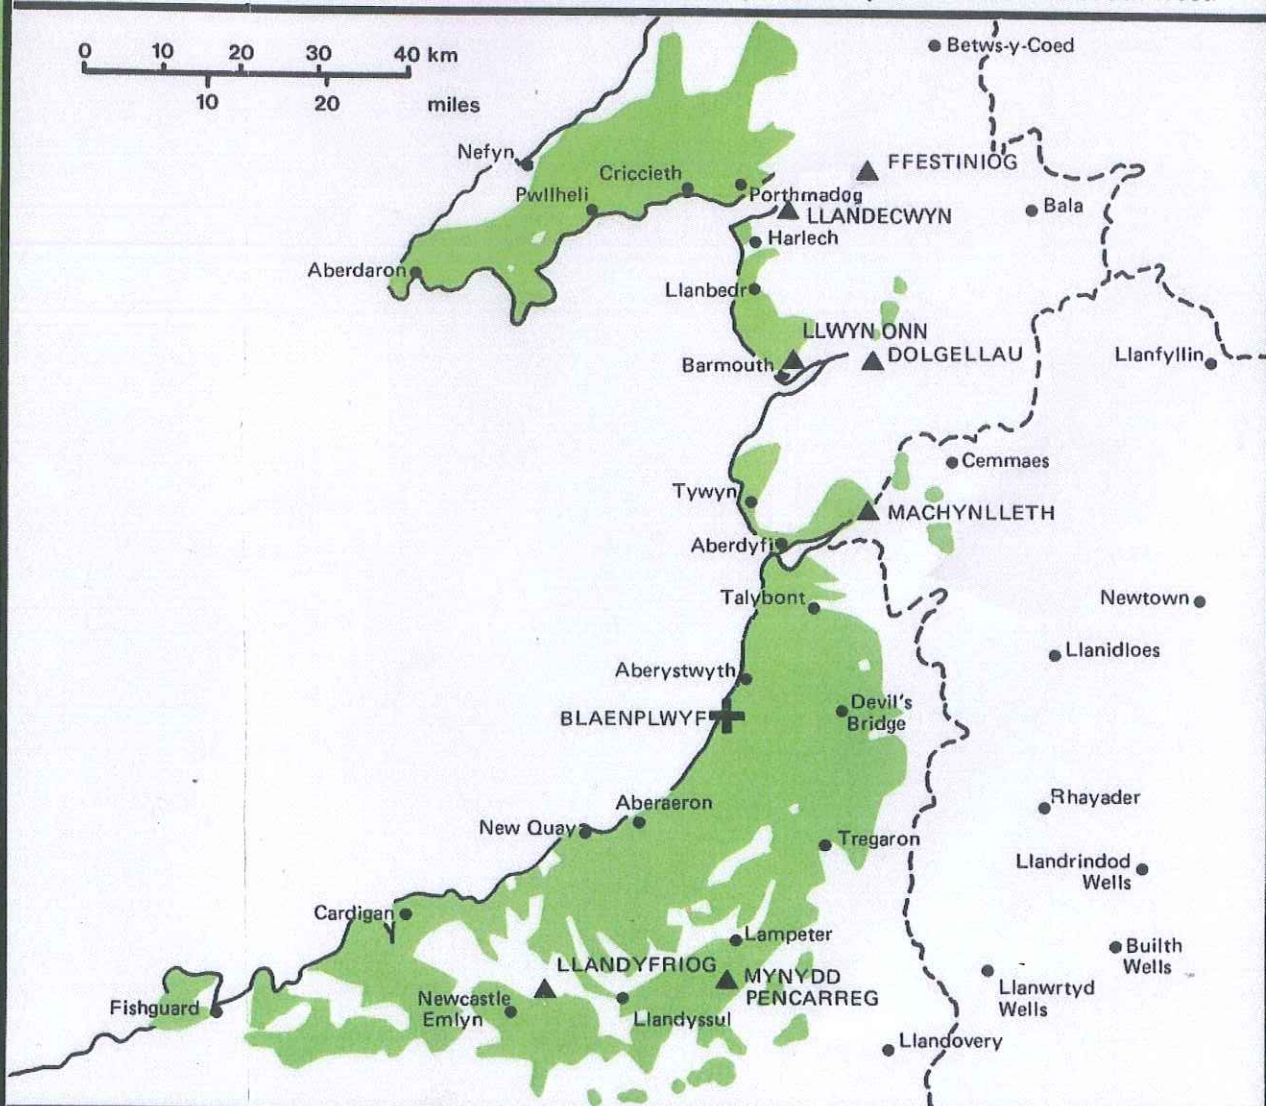 0 10 20 30 40 km
10 20 miles
Betws-y-Coed
Nefyn
FFESTINIOG
Criccieth
Pwllheli
Porthmadog
Bala
LLANDECWYN
Harlech
Aberdaron
Llanbedr
LLWYN ONN
DOLGELLAU
Llanfyllin
Barmouth
Cemmaes
Tywyn
MACHYNLLETH
Aberdyfi
Talybont
Newtown
Llanidloes
Aberystwyth
Devil's
Bridge
BLAENPLWYF
Rhayader
Aberaeron
New Quay
Tregaron
Llandrindod
Wells
Cardigan
Lampeter
Builth
Wells
LLANDYFRIOG
MYNYDD
PENCARREG
Llanwrtyd
Wells
Newcastle
Emlyn
Fishguard
Llandyssul
Llandovery